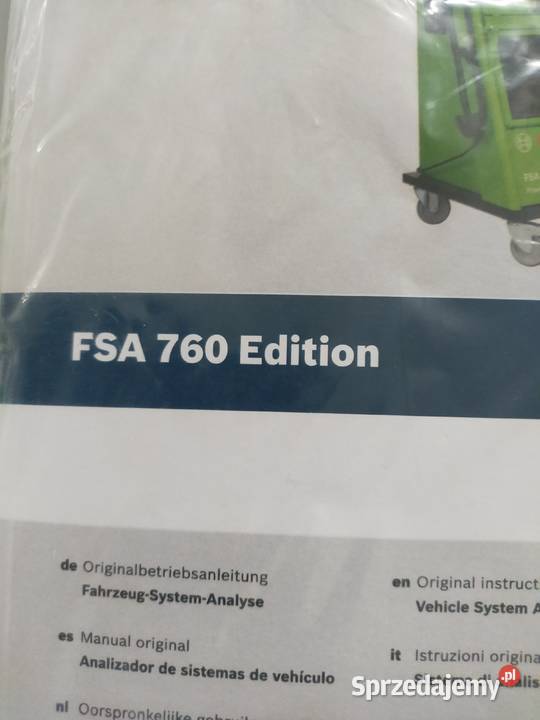 FSA
FSA 760 Edition
de Originalbetriebsanleitung
Fahrzeug-System-Analyse
en Original instruct
Vehicle System A
es Manual original
Analizador de sistemas de vehículo
it Istruzioni origina
nl Oorspronkelijke
Sprzedajemy.pl